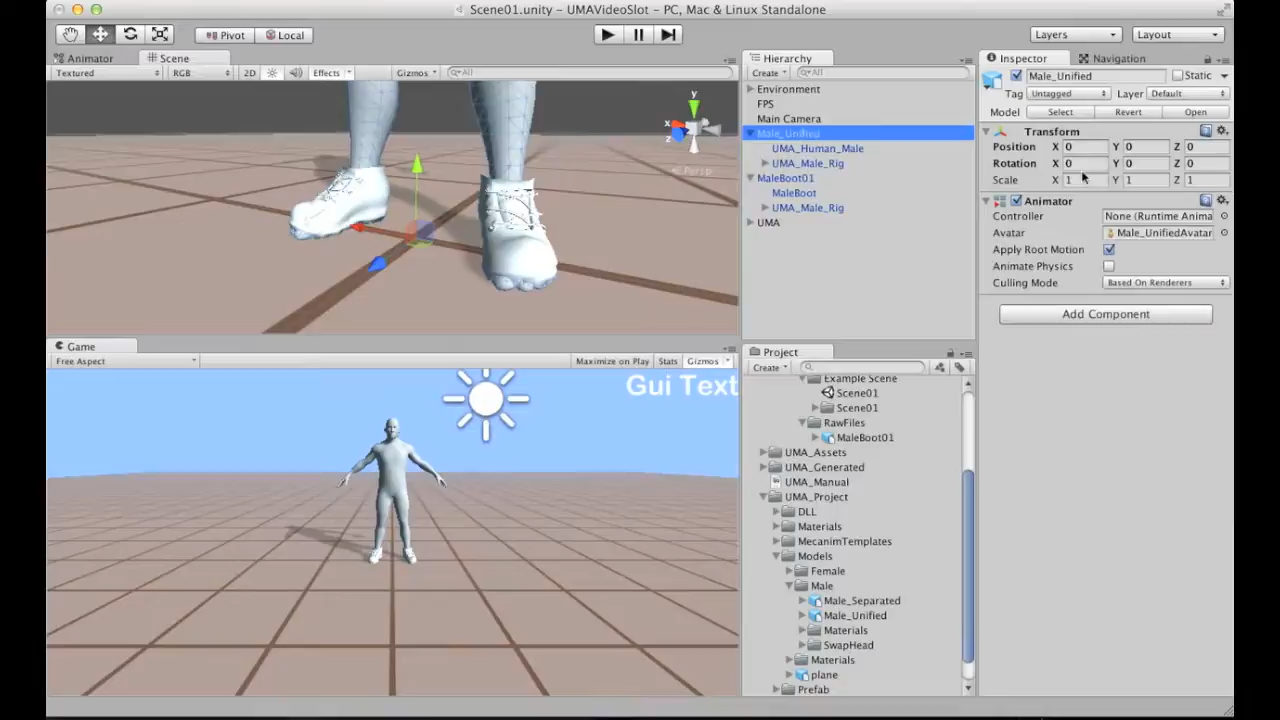 Scene01.unity - UMAVideoSlot - PC, Mac & Linux Standalone
Pivot Local
Layers Layout
Animator Scene
Textured RGB 2D Effects Gizmos All
y
x
z
Persp
Game
Free Aspect Maximize on Play Stats Gizmos
Gui Text
Hierarchy
Create All
Environment
FPS
Main Camera
Male_Unified
UMA_Human_Male
UMA_Male_Rig
MaleBoot01
MaleBoot
UMA_Male_Rig
UMA
Project
Create
Example Scene
Scene01
Scene01
RawFiles
MaleBoot01
UMA_Assets
UMA_Generated
UMA_Manual
UMA_Project
DLL
Materials
MecanimTemplates
Models
Female
Male
Male_Separated
Male_Unified
Materials
SwapHead
Materials
plane
Prefab
Inspector Navigation
Male_Unified Static
Tag Untagged Layer Default
Model Select Revert Open
Transform
Position X 0 Y 0 Z 0
Rotation X 0 Y 0 Z 0
Scale X 1 Y 1 Z 1
Animator
Controller None (Runtime Anima
Avatar Male_UnifiedAvatar
Apply Root Motion
Animate Physics
Culling Mode Based On Renderers
Add Component